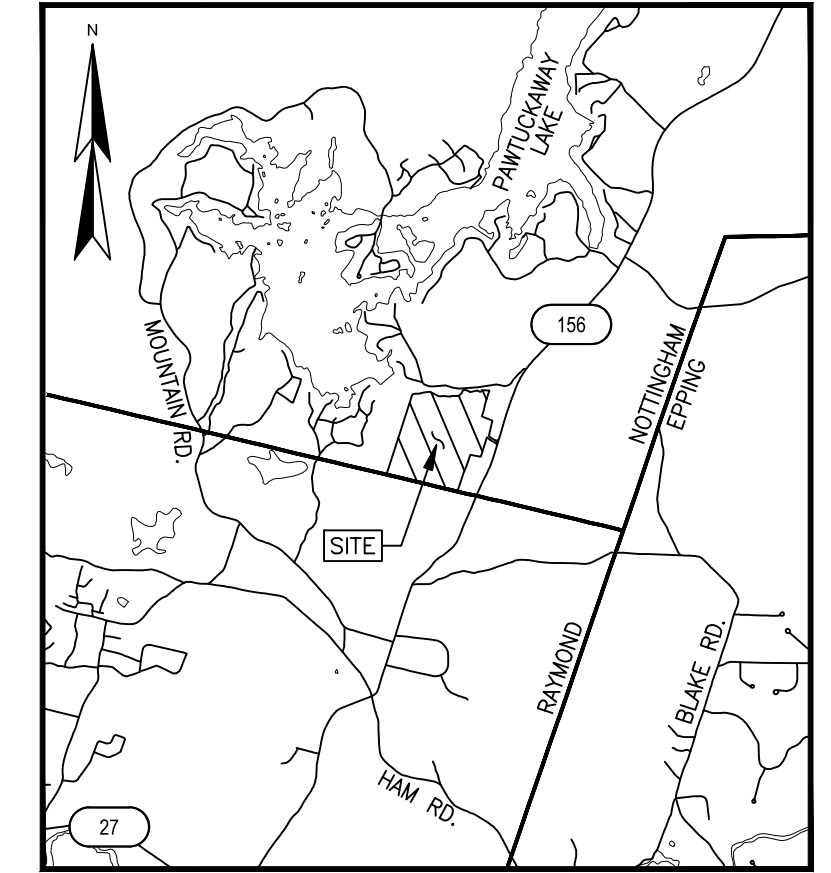 N
PAWTUCKAWAY
LAKE
156
MOUNTAIN RD.
NOTTINGHAM
EPPING
SITE
RAYMOND
BLAKE RD.
HAM RD.
27